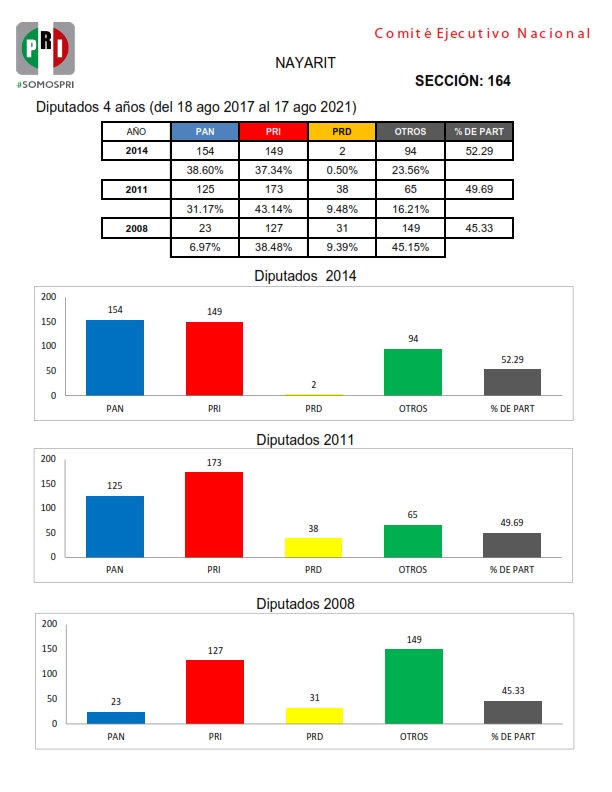 Comité Ejecutivo Nacional
PRI
#SOMOSPRI
NAYARIT
SECCIÓN: 164
Diputados 4 años (del 18 ago 2017 al 17 ago 2021)
AÑO PAN PRI PRD OTROS % DE PART
2014 154 149 2 94 52.29
38.60% 37.34% 0.50% 23.56%
2011 125 173 38 65 49.69
31.17% 43.14% 9.48% 16.21%
2008 23 127 31 149 45.33
6.97% 38.48% 9.39% 45.15%
Diputados 2014
200
150
100
50
0
154 149 2 94 52.29
PAN PRI PRD OTROS % DE PART
Diputados 2011
200
150
100
50
0
125 173 38 65 49.69
PAN PRI PRD OTROS % DE PART
Diputados 2008
200
150
100
50
0
23 127 31 149 45.33
PAN PRI PRD OTROS % DE PART